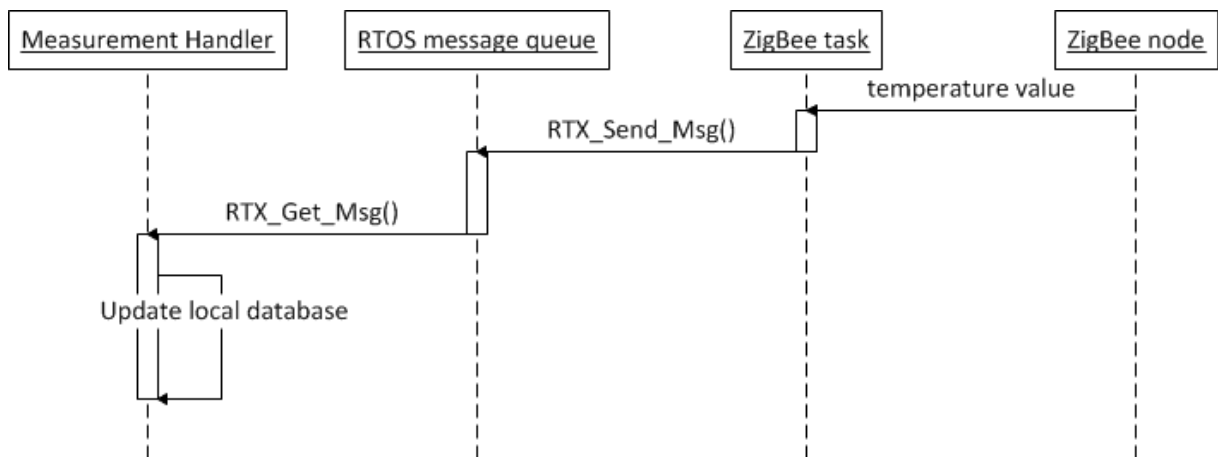 Measurement Handler
RTOS message queue
ZigBee task
ZigBee node
temperature value
RTX_Send_Msg()
RTX_Get_Msg()
Update local database